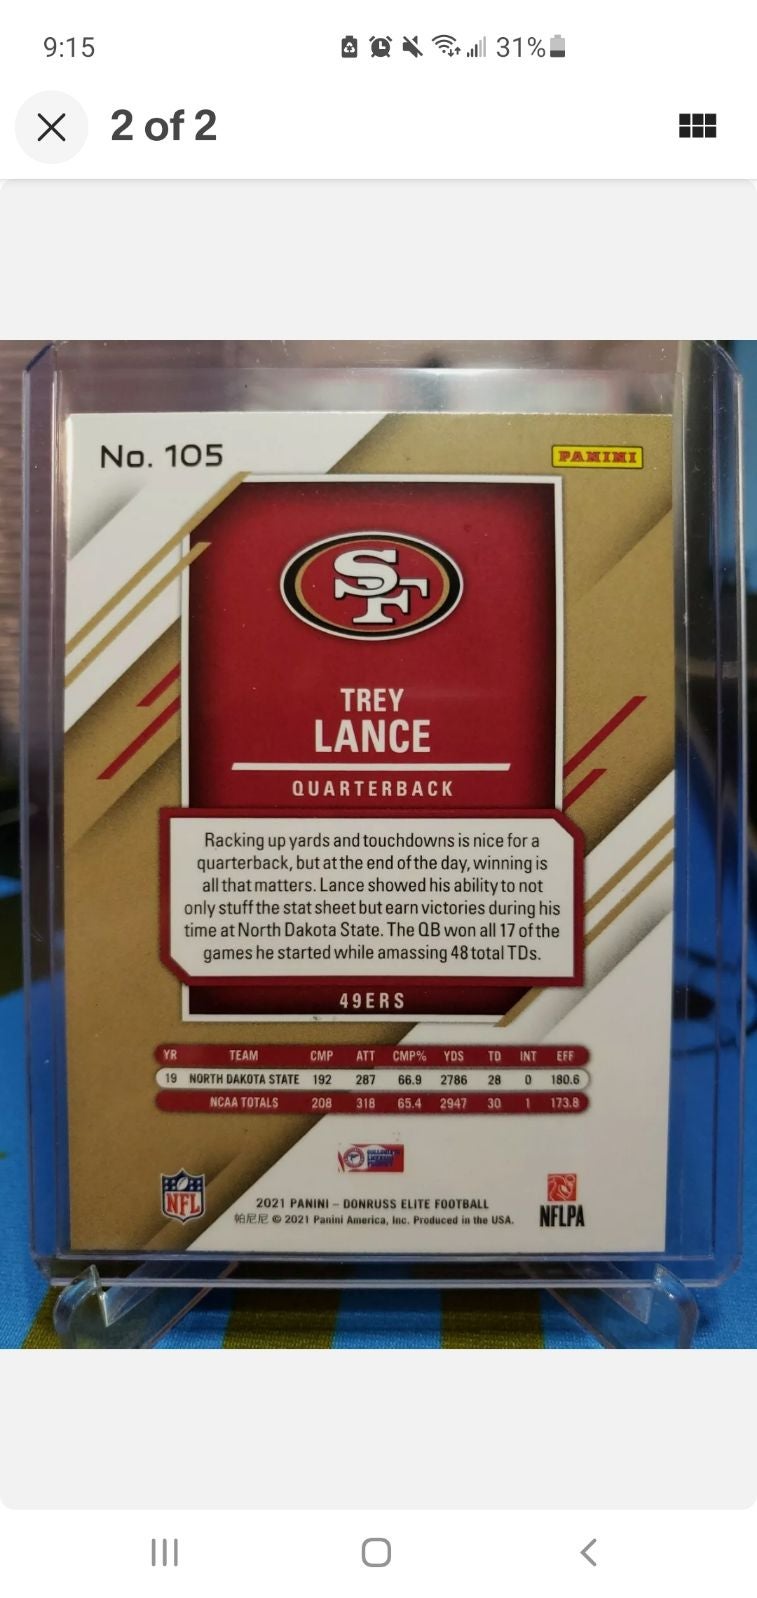 9:15
31%
2 of 2
No. 105
PANINI
SF
TREY
LANCE
QUARTERBACK
Racking up yards and touchdowns is nice for a
quarterback, but at the end of the day, winning is
all that matters. Lance showed his ability to not
only stuff the stat sheet but earn victories during his
time at North Dakota State. The QB won all 17 of the
games he started while amassing 48 total TDs.
49ERS
YR TEAM CMP ATT CMP% YDS TD INT EFF
19 NORTH DAKOTA STATE 192 287 66.9 2786 28 0 180.6
NCAA TOTALS 208 318 65.4 2947 30 1 173.8
NFL
2021 PANINI – DONRUSS ELITE FOOTBALL
帕尼尼 © 2021 Panini America, Inc. Produced in the USA.
NFLPA